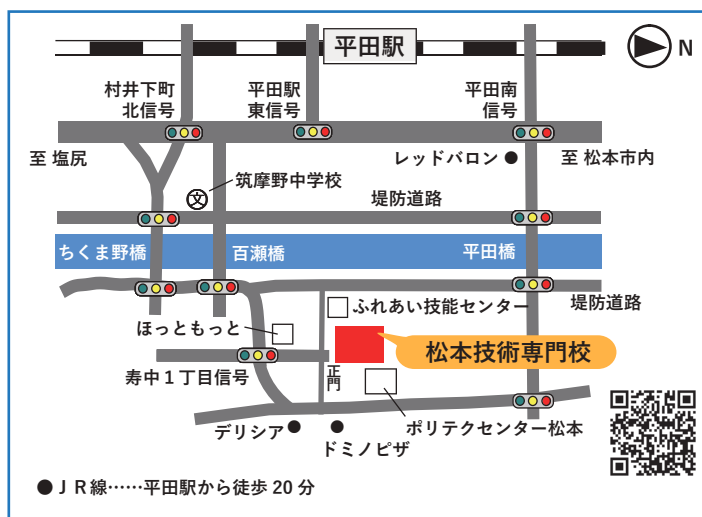 平田駅
N
村井下町
北信号
平田駅
東信号
平田南
信号
至 塩尻
レッドバロン
至 松本市内
文
筑摩野中学校
堤防道路
ちくま野橋
百瀬橋
平田橋
ふれあい技能センター
堤防道路
ほっともっと
松本技術専門校
寿中1丁目信号
正門
デリシア
ドミノピザ
ポリテクセンター松本
●JR線……平田駅から徒歩20分